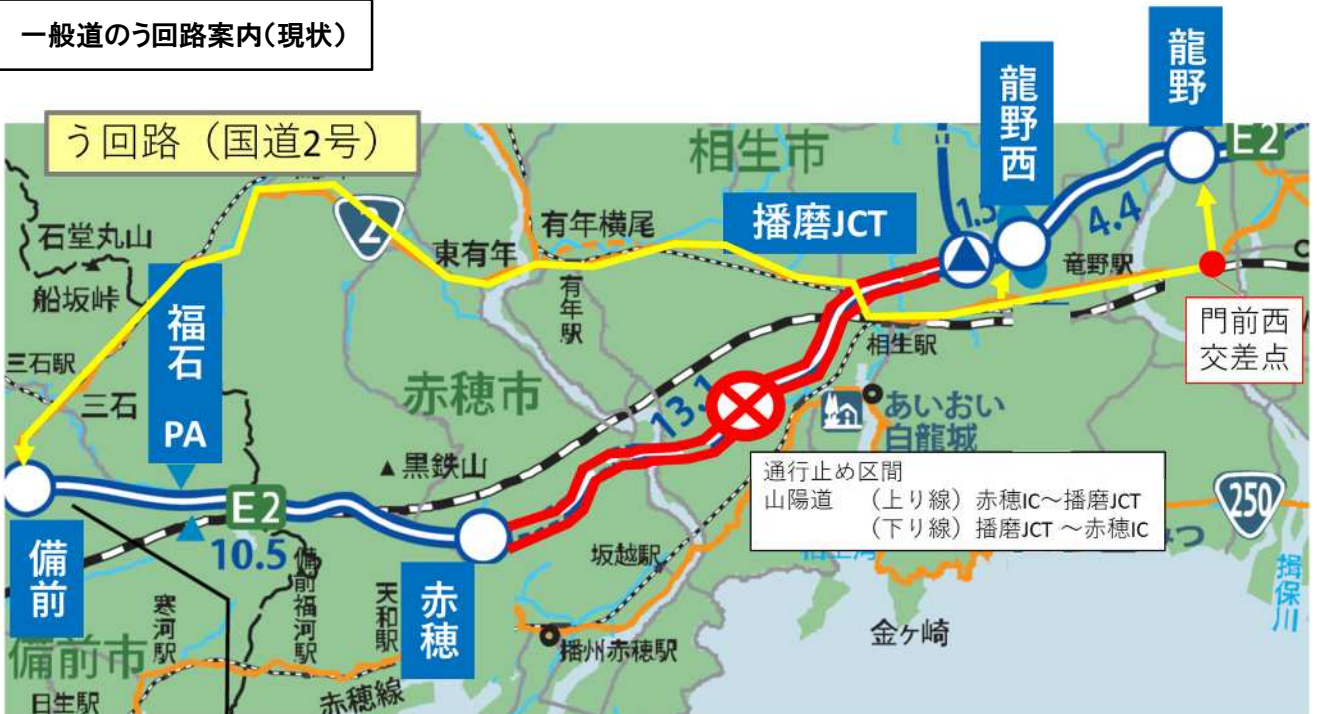 一般道のう回路案内(現状)
う回路(国道2号)
龍野
龍野西
E2
相生市
播磨JCT
1.5
4.4
2
石堂丸山
船坂峠
東有年
有年横尾
有年駅
竜野駅
門前西
交差点
福石
PA
三石駅
三石
赤穂市
13.1
相生駅
あいおい
白龍城
▲黒鉄山
通行止め区間
山陽道 (上り線)赤穂IC~播磨JCT
(下り線)播磨JCT ~赤穂IC
250
E2
10.5
備前
備前市
寒河駅
備前福河駅
天和駅
赤穂
坂越駅
播州赤穂駅
金ヶ崎
揖保川
日生駅
赤穂線